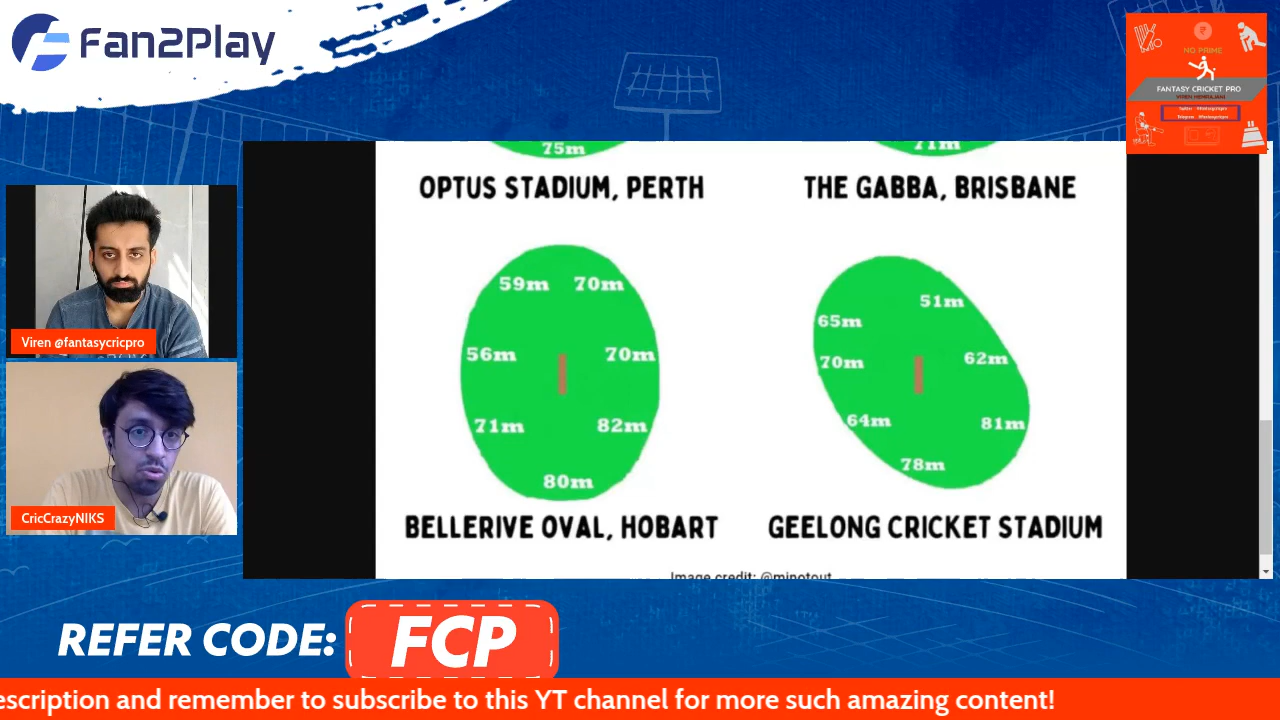 Fan2Play
NO PRIME
FANTASY CRICKET PRO
VIREN HEMRAJANI
75m
71m
OPTUS STADIUM, PERTH
THE GABBA, BRISBANE
59m 70m
56m 70m
71m 82m
80m
BELLERIVE OVAL, HOBART
51m
65m
70m 62m
64m 81m
78m
GEELONG CRICKET STADIUM
Image credit: @minotout
Viren @fantasycricpro
CricCrazyNIKS
REFER CODE: FCP
escription and remember to subscribe to this YT channel for more such amazing content!